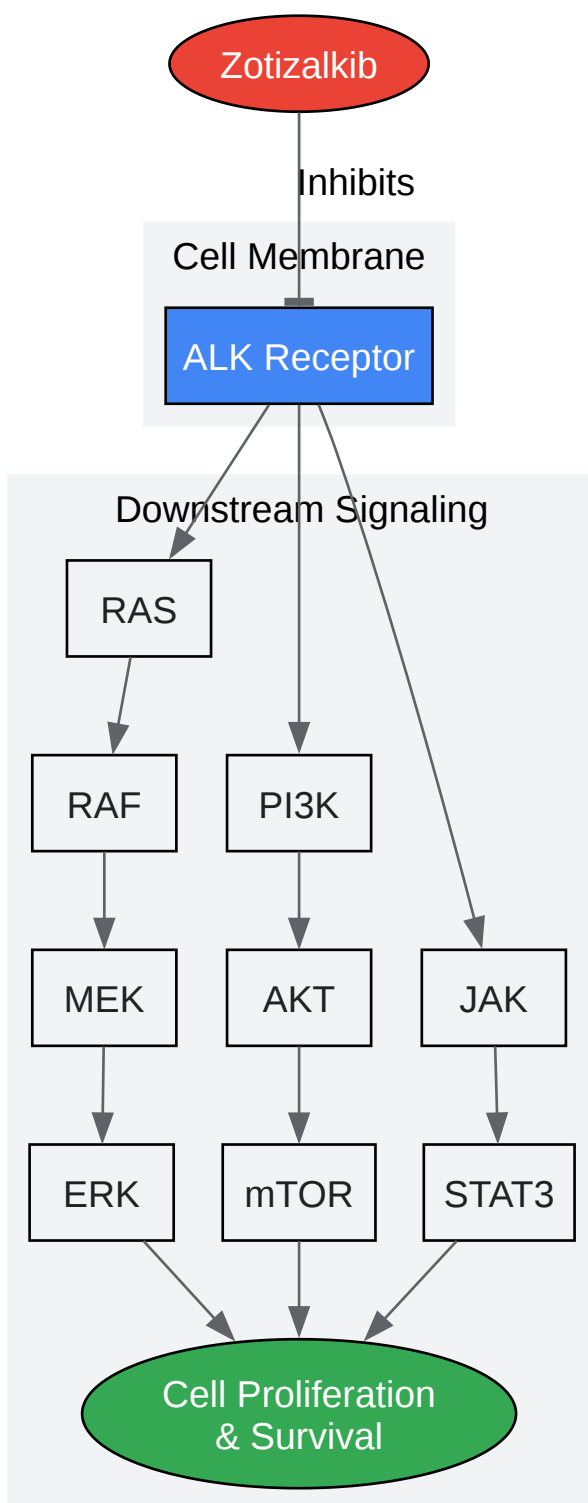 Zotizalkib
Inhibits
Cell Membrane
ALK Receptor
Downstream Signaling
RAS
RAF
PI3K
MEK
AKT
JAK
ERK
mTOR
STAT3
Cell Proliferation
& Survival